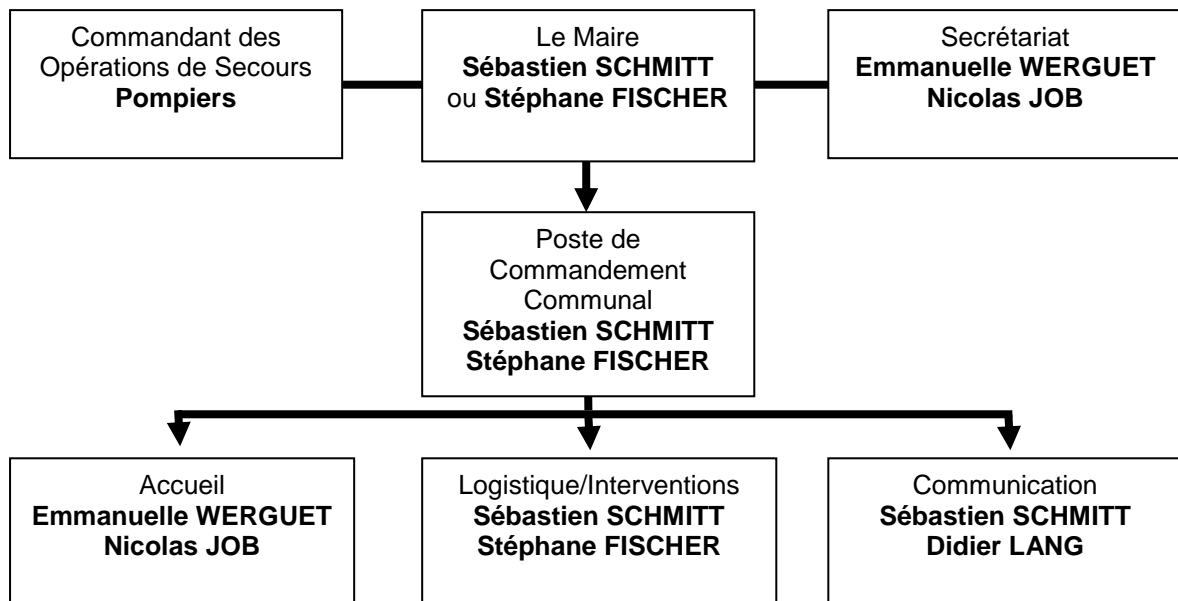 Commandant des
Opérations de Secours
Pompiers
Le Maire
Sébastien SCHMITT
ou Stéphane FISCHER
Secrétariat
Emmanuelle WERGUET
Nicolas JOB
Poste de
Commandement
Communal
Sébastien SCHMITT
Stéphane FISCHER
Accueil
Emmanuelle WERGUET
Nicolas JOB
Logistique/Interventions
Sébastien SCHMITT
Stéphane FISCHER
Communication
Sébastien SCHMITT
Didier LANG